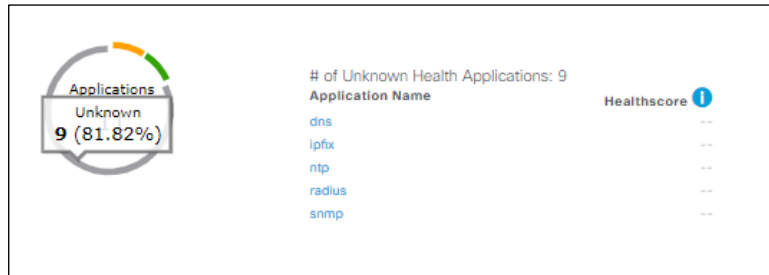 Applications
Unknown
9 (81.82%)
# of Unknown Health Applications: 9
Application Name Healthscore i
dns --
ipfix --
ntp --
radius --
snmp --